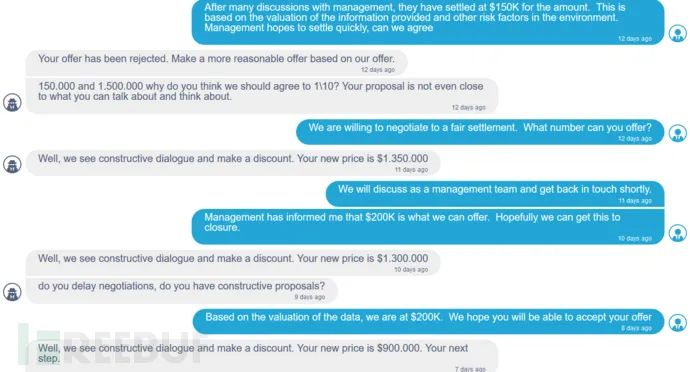 After many discussions with management, they have settled at $150K for the amount.  This is
based on the valuation of the information provided and other risk factors in the environment.
Management hopes to settle quickly, can we agree
12 days ago
Your offer has been rejected. Make a more reasonable offer based on our offer.
12 days ago
150.000 and 1.500.000 why do you think we should agree to 1\10? Your proposal is not even close
to what you can talk about and think about.
12 days ago
We are willing to negotiate to a fair settlement.  What number can you offer?
12 days ago
Well, we see constructive dialogue and make a discount. Your new price is $1.350.000
11 days ago
We will discuss as a management team and get back in touch shortly.
11 days ago
Management has informed me that $200K is what we can offer.  Hopefully we can get this to
closure.
10 days ago
Well, we see constructive dialogue and make a discount. Your new price is $1.300.000
10 days ago
do you delay negotiations, do you have constructive proposals?
9 days ago
Based on the valuation of the data, we are at $200K.  We hope you will be able to accept your offer
8 days ago
Well, we see constructive dialogue and make a discount. Your new price is $900.000. Your next
step.
7 days ago
REEBUF